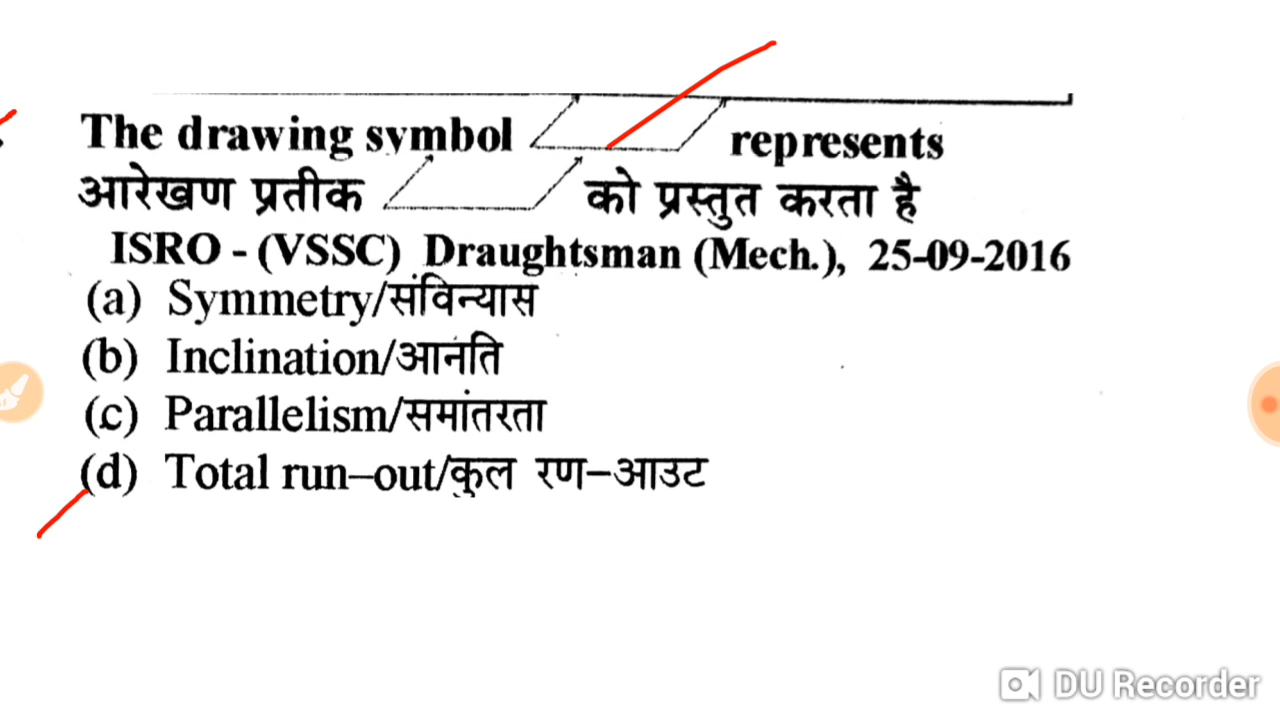 The drawing symbol represents
आरेखण प्रतीक को प्रस्तुत करता है
ISRO - (VSSC) Draughtsman (Mech.), 25-09-2016
(a) Symmetry/संविन्यास
(b) Inclination/आनति
(c) Parallelism/समांतरता
(d) Total run–out/कुल रण–आउट
DU Recorder